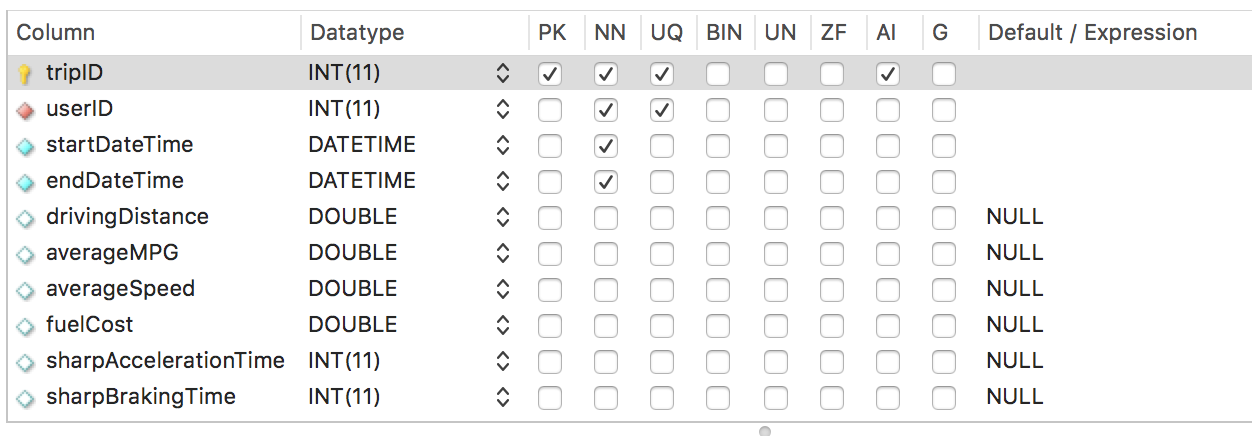 Column Datatype PK NN UQ BIN UN ZF AI G Default / Expression
tripID INT(11)
userID INT(11)
startDateTime DATETIME
endDateTime DATETIME
drivingDistance DOUBLE NULL
averageMPG DOUBLE NULL
averageSpeed DOUBLE NULL
fuelCost DOUBLE NULL
sharpAccelerationTime INT(11) NULL
sharpBrakingTime INT(11) NULL